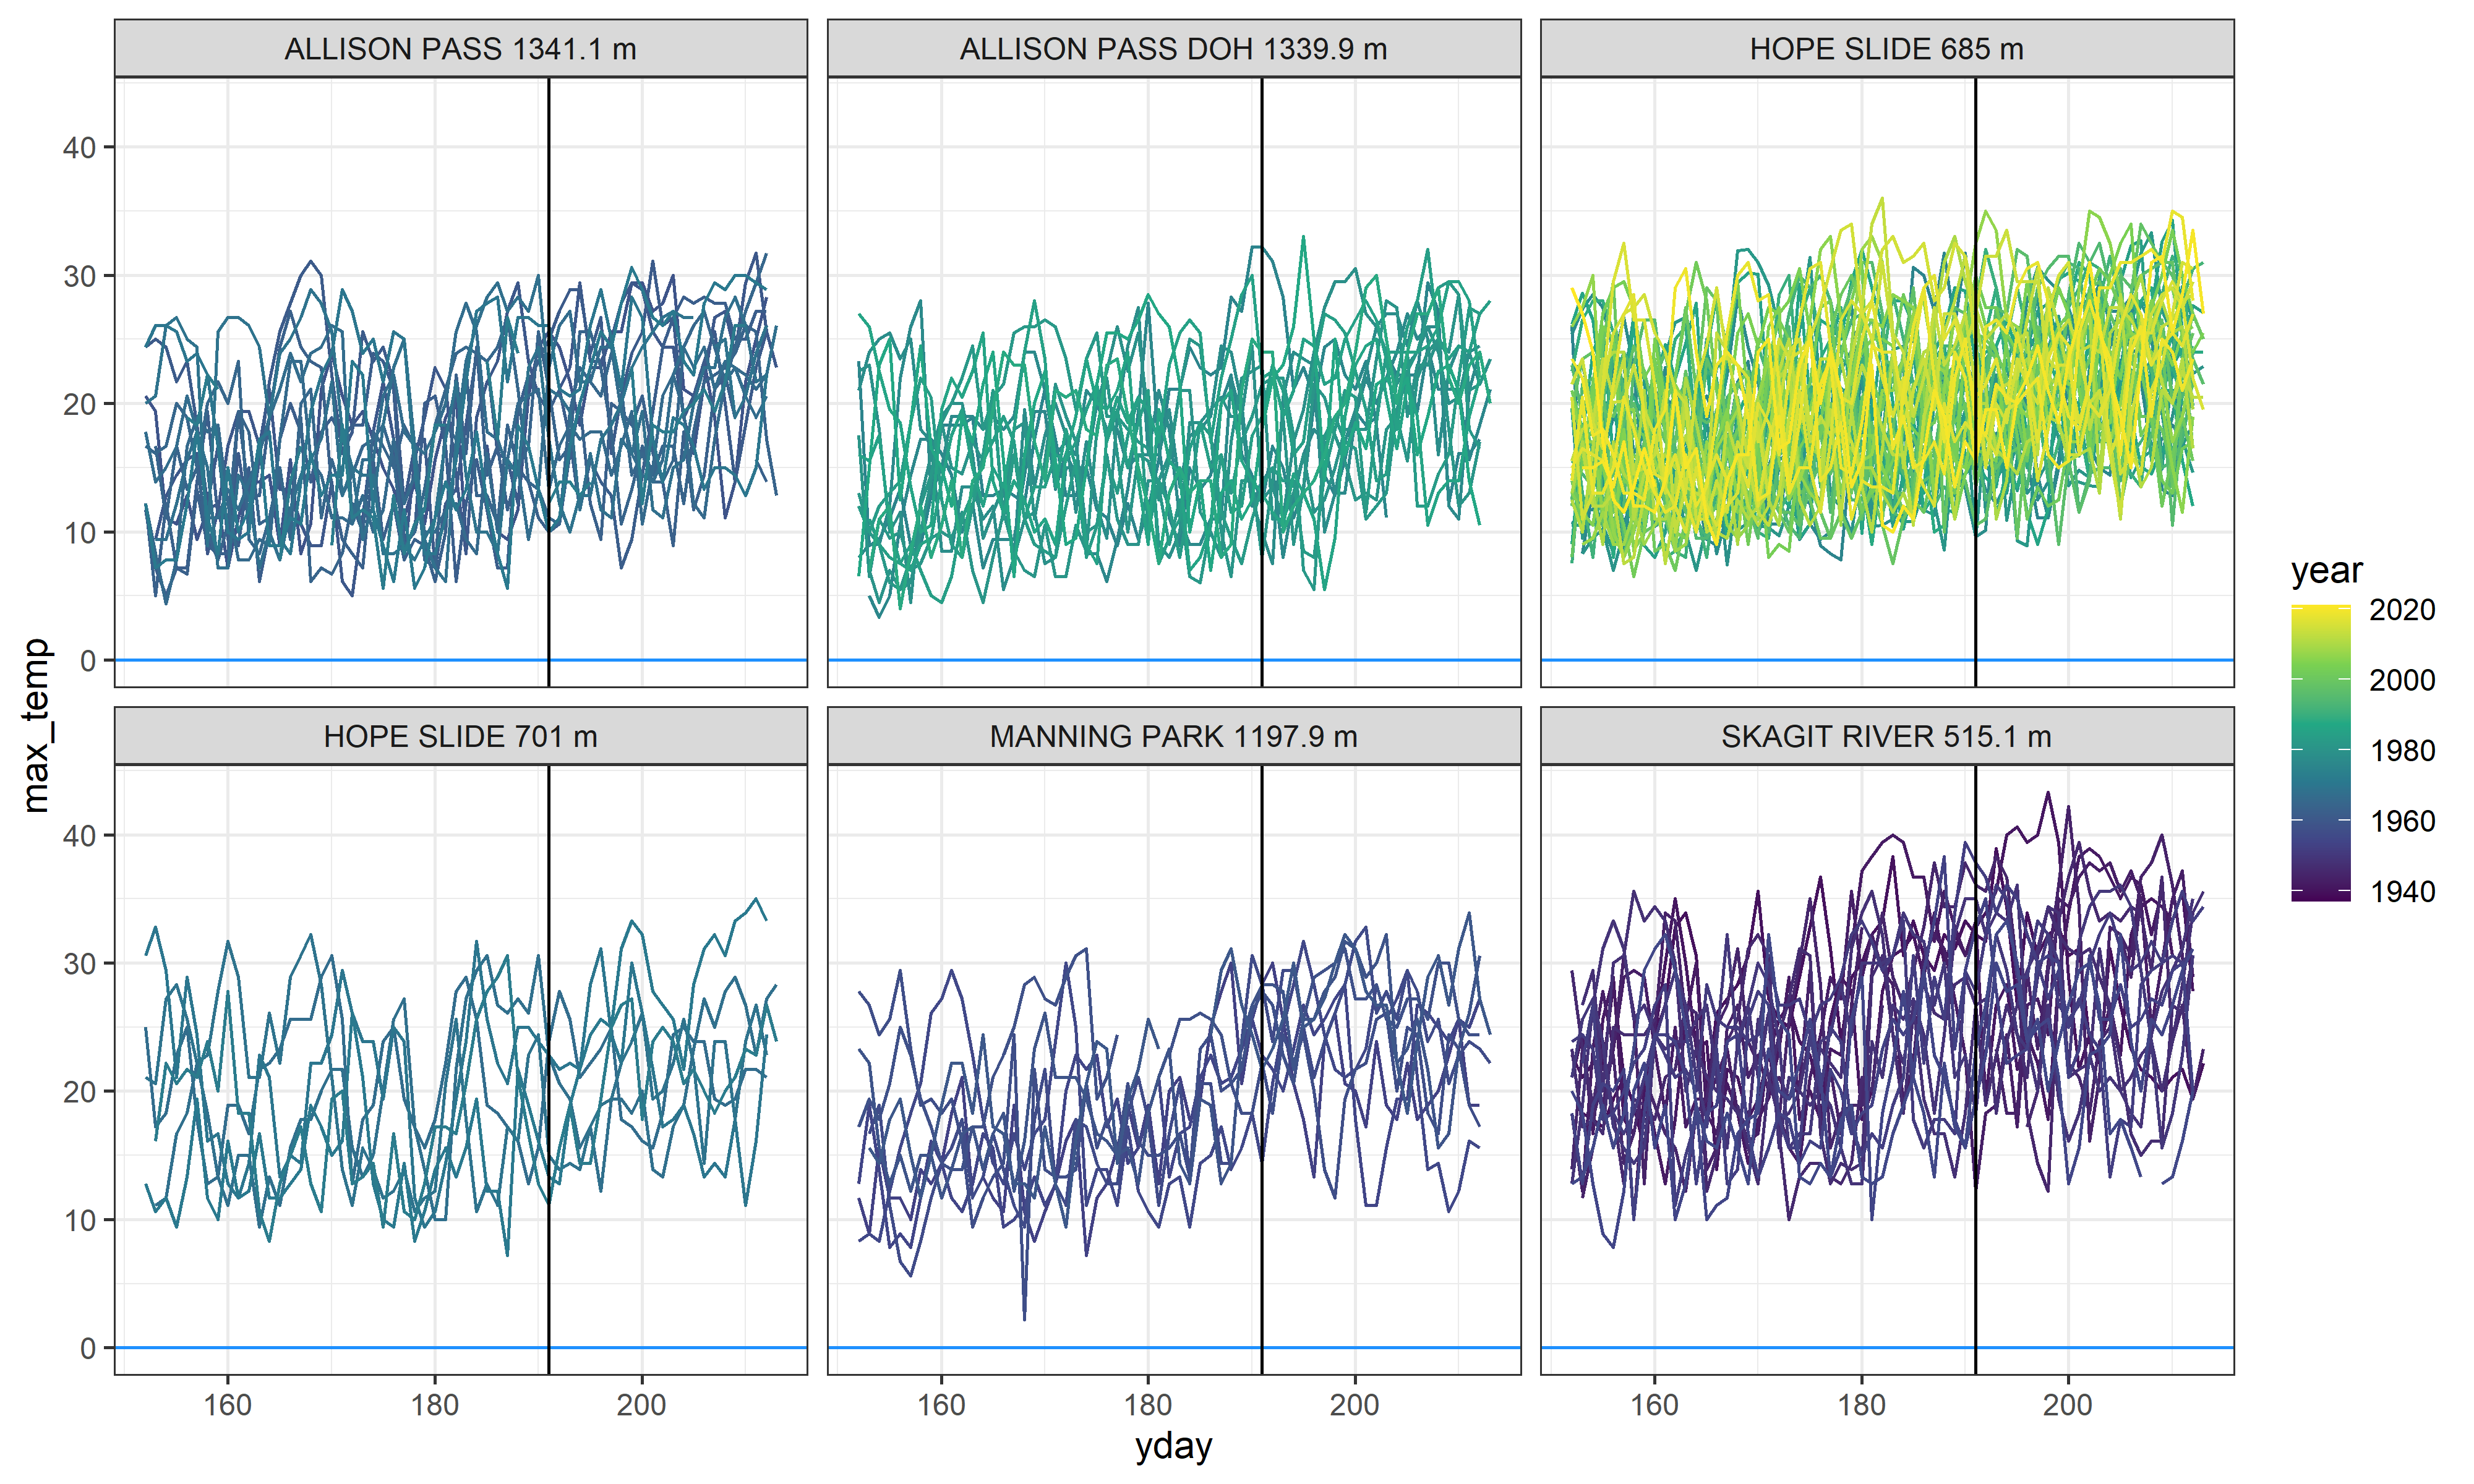 ALLISON PASS 1341.1 m
ALLISON PASS DOH 1339.9 m
HOPE SLIDE 685 m
40
30
20
10
0
HOPE SLIDE 701 m
MANNING PARK 1197.9 m
SKAGIT RIVER 515.1 m
40
30
20
10
0
160
180
200
160
180
200
160
180
200
max_temp
yday
year
2020
2000
1980
1960
1940